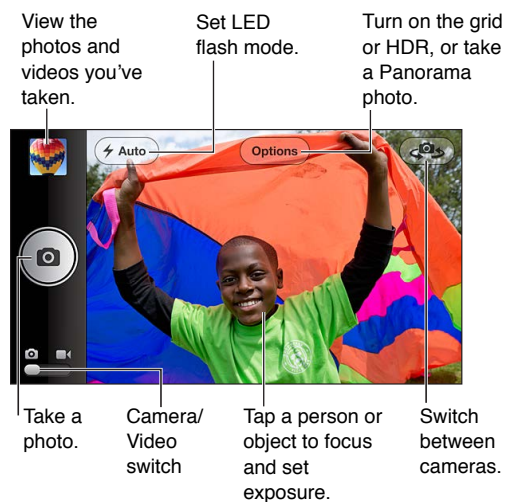 View the
photos and
videos you've
taken.
Set LED
flash mode.
Turn on the grid
or HDR, or take
a Panorama
photo.
Auto
Options
Take a
photo.
Camera/
Video
switch
Tap a person or
object to focus
and set
exposure.
Switch
between
cameras.